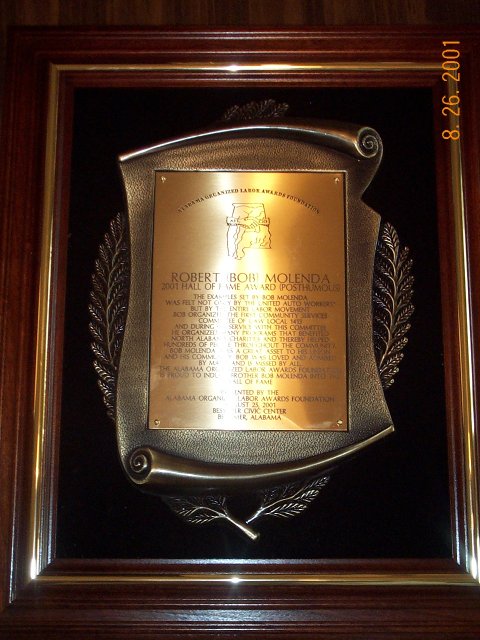 8. 26. 2001
ALABAMA ORGANIZED LABOR AWARDS FOUNDATION
ROBERT "BOB" MOLENDA
2001 HALL OF FAME AWARD (POSTHUMOUS)
THE EXAMPLES SET BY BOB MOLENDA
WAS FELT NOT ONLY BY THE UNITED AUTO WORKERS
BUT BY THE ENTIRE LABOR MOVEMENT.
BOB ORGANIZED THE FIRST COMMUNITY SERVICES
COMMITTEE OF UAW LOCAL
AND DURING SERVICE WITH THIS COMMITTEE
HE ORGANIZED MANY PROGRAMS THAT BENEFITED
NORTH ALABAMA CHARITIES AND THEREBY HELPED
HUNDREDS OF PEOPLE THROUGHOUT THE COMMUNITY.
BOB MOLENDA WAS A GREAT ASSET TO HIS UNION
AND HIS COMMUNITY. BOB WAS LOVED AND ADMIRED
BY MANY AND IS MISSED BY ALL.
THE ALABAMA ORGANIZED LABOR AWARDS FOUNDATION
IS PROUD TO INDUCT BROTHER BOB MOLENDA INTO THE
HALL OF FAME
PRESENTED BY THE
ALABAMA ORGANIZED LABOR AWARDS FOUNDATION
AUGUST 25, 2001
BESSEMER CIVIC CENTER
BESSEMER, ALABAMA